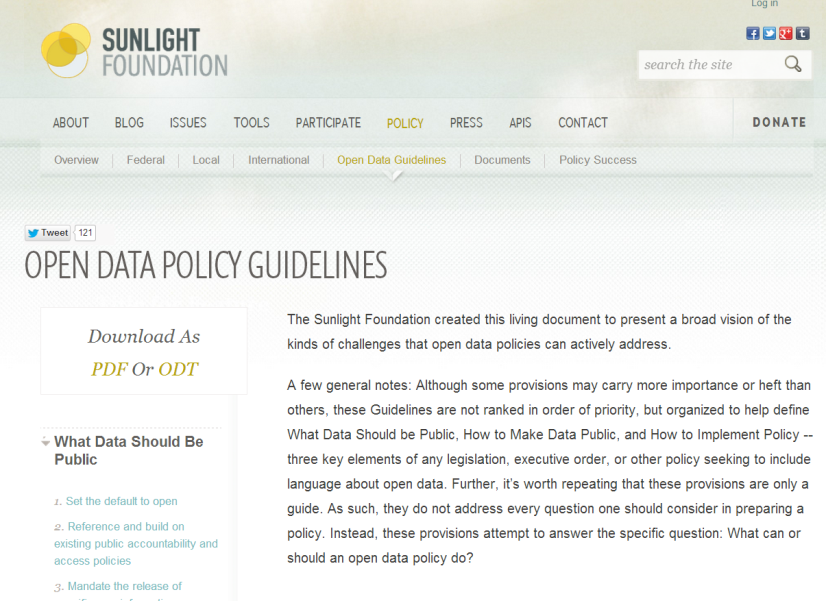 Log in
SUNLIGHT
FOUNDATION
search the site
ABOUT BLOG ISSUES TOOLS PARTICIPATE POLICY PRESS APIS CONTACT DONATE
Overview Federal Local International Open Data Guidelines Documents Policy Success
Tweet 121
OPEN DATA POLICY GUIDELINES
Download As
PDF Or ODT
What Data Should Be
Public
1. Set the default to open
2. Reference and build on
existing public accountability and
access policies
3. Mandate the release of
The Sunlight Foundation created this living document to present a broad vision of the
kinds of challenges that open data policies can actively address.
A few general notes: Although some provisions may carry more importance or heft than
others, these Guidelines are not ranked in order of priority, but organized to help define
What Data Should be Public, How to Make Data Public, and How to Implement Policy --
three key elements of any legislation, executive order, or other policy seeking to include
language about open data. Further, it's worth repeating that these provisions are only a
guide. As such, they do not address every question one should consider in preparing a
policy. Instead, these provisions attempt to answer the specific question: What can or
should an open data policy do?